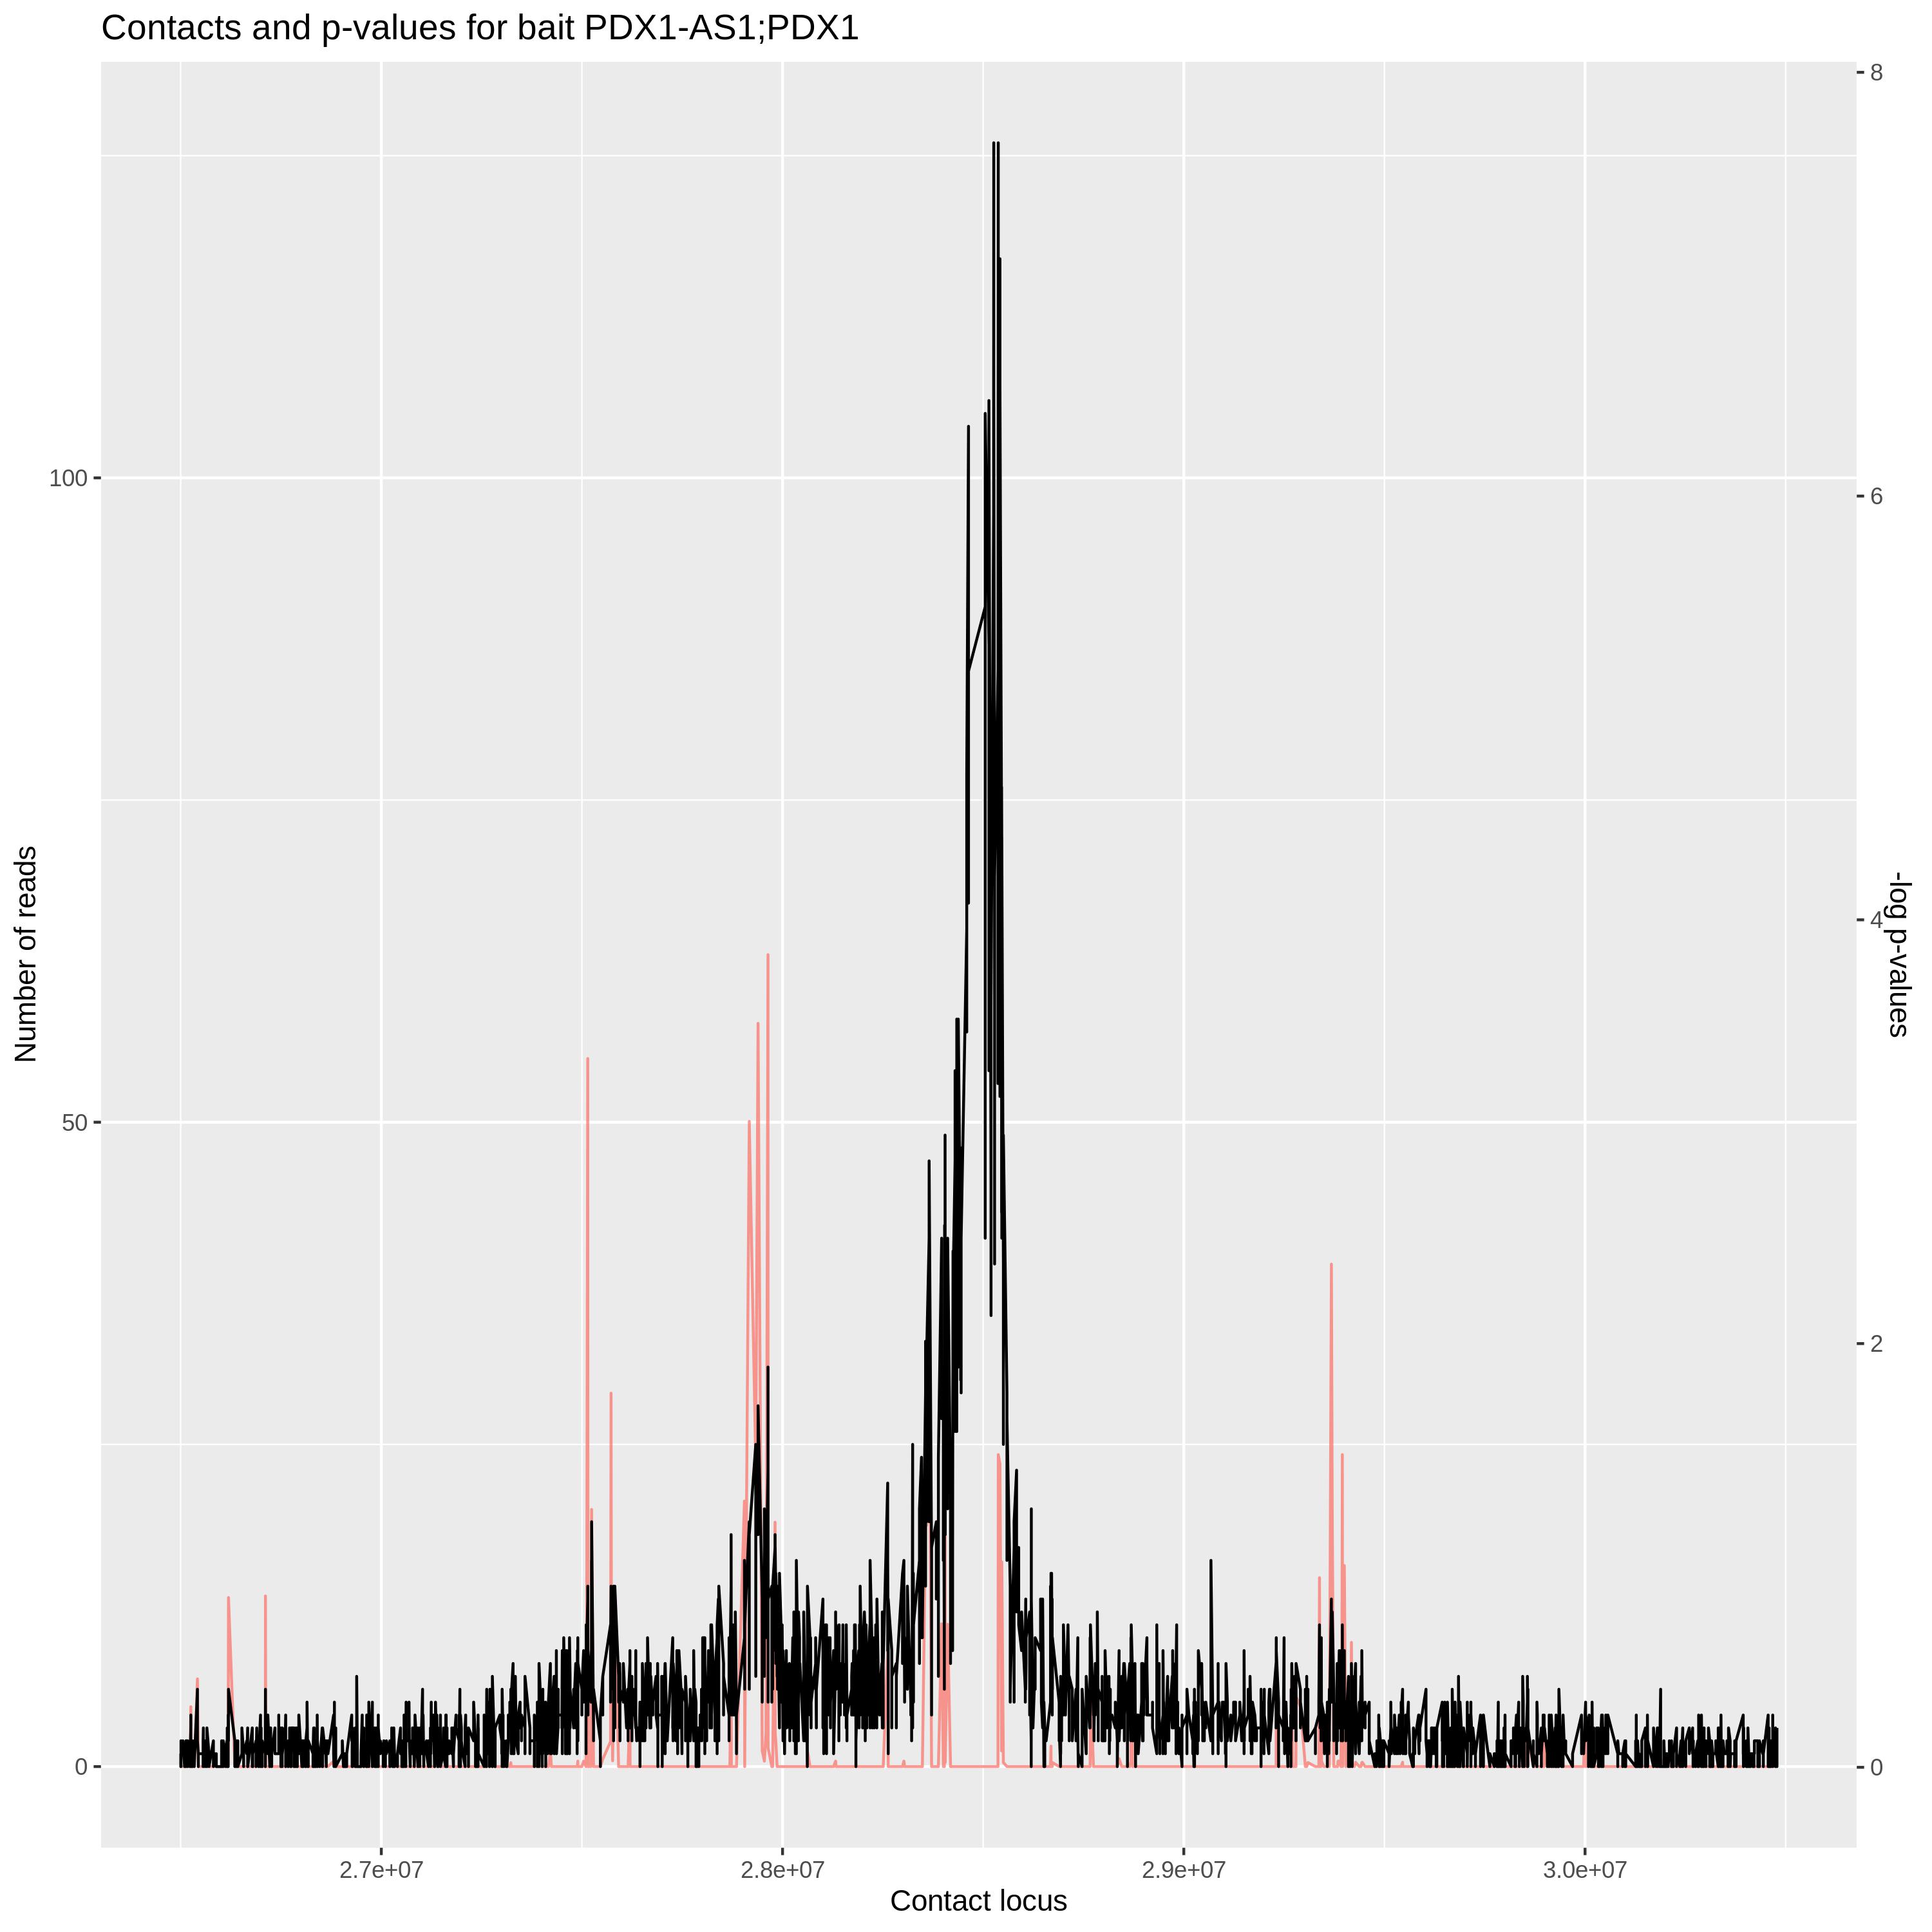 Contacts and p-values for bait PDX1-AS1;PDX1
8
100
6
4
50
2
0
0
Number of reads
-log p-values
2.7e+07 2.8e+07 2.9e+07 3.0e+07
Contact locus